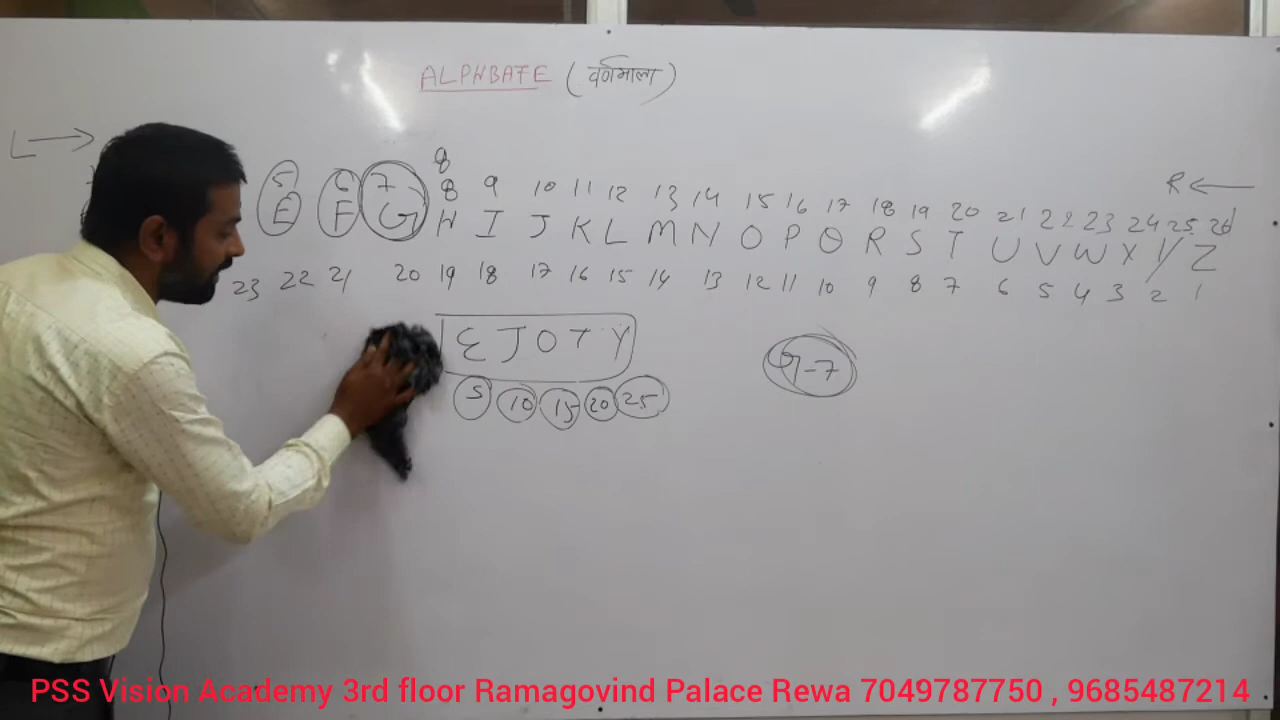 ALPHBATE (वर्णमाला)
L →
R ←
8
5 6 7 8 9 10 11 12 13 14 15 16 17 18 19 20 21 22 23 24 25 26
E F G H I J K L M N O P Q R S T U V W X Y Z
23 22 21 20 19 18 17 16 15 14 13 12 11 10 9 8 7 6 5 4 3 2 1
E J O T Y
G-7
5 10 15 20 25
PSS Vision Academy 3rd floor Ramagovind Palace Rewa 7049787750 , 9685487214